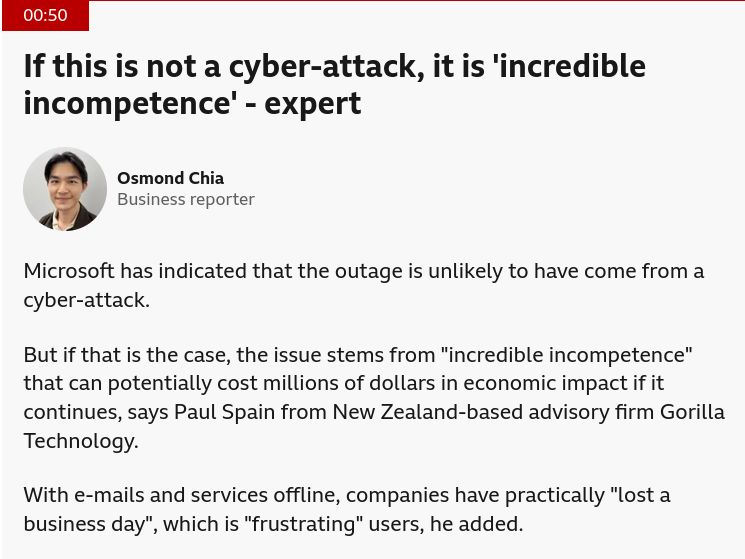 00:50
If this is not a cyber-attack, it is 'incredible
incompetence' - expert
Osmond Chia
Business reporter
Microsoft has indicated that the outage is unlikely to have come from a
cyber-attack.
But if that is the case, the issue stems from "incredible incompetence"
that can potentially cost millions of dollars in economic impact if it
continues, says Paul Spain from New Zealand-based advisory firm Gorilla
Technology.
With e-mails and services offline, companies have practically "lost a
business day", which is "frustrating" users, he added.